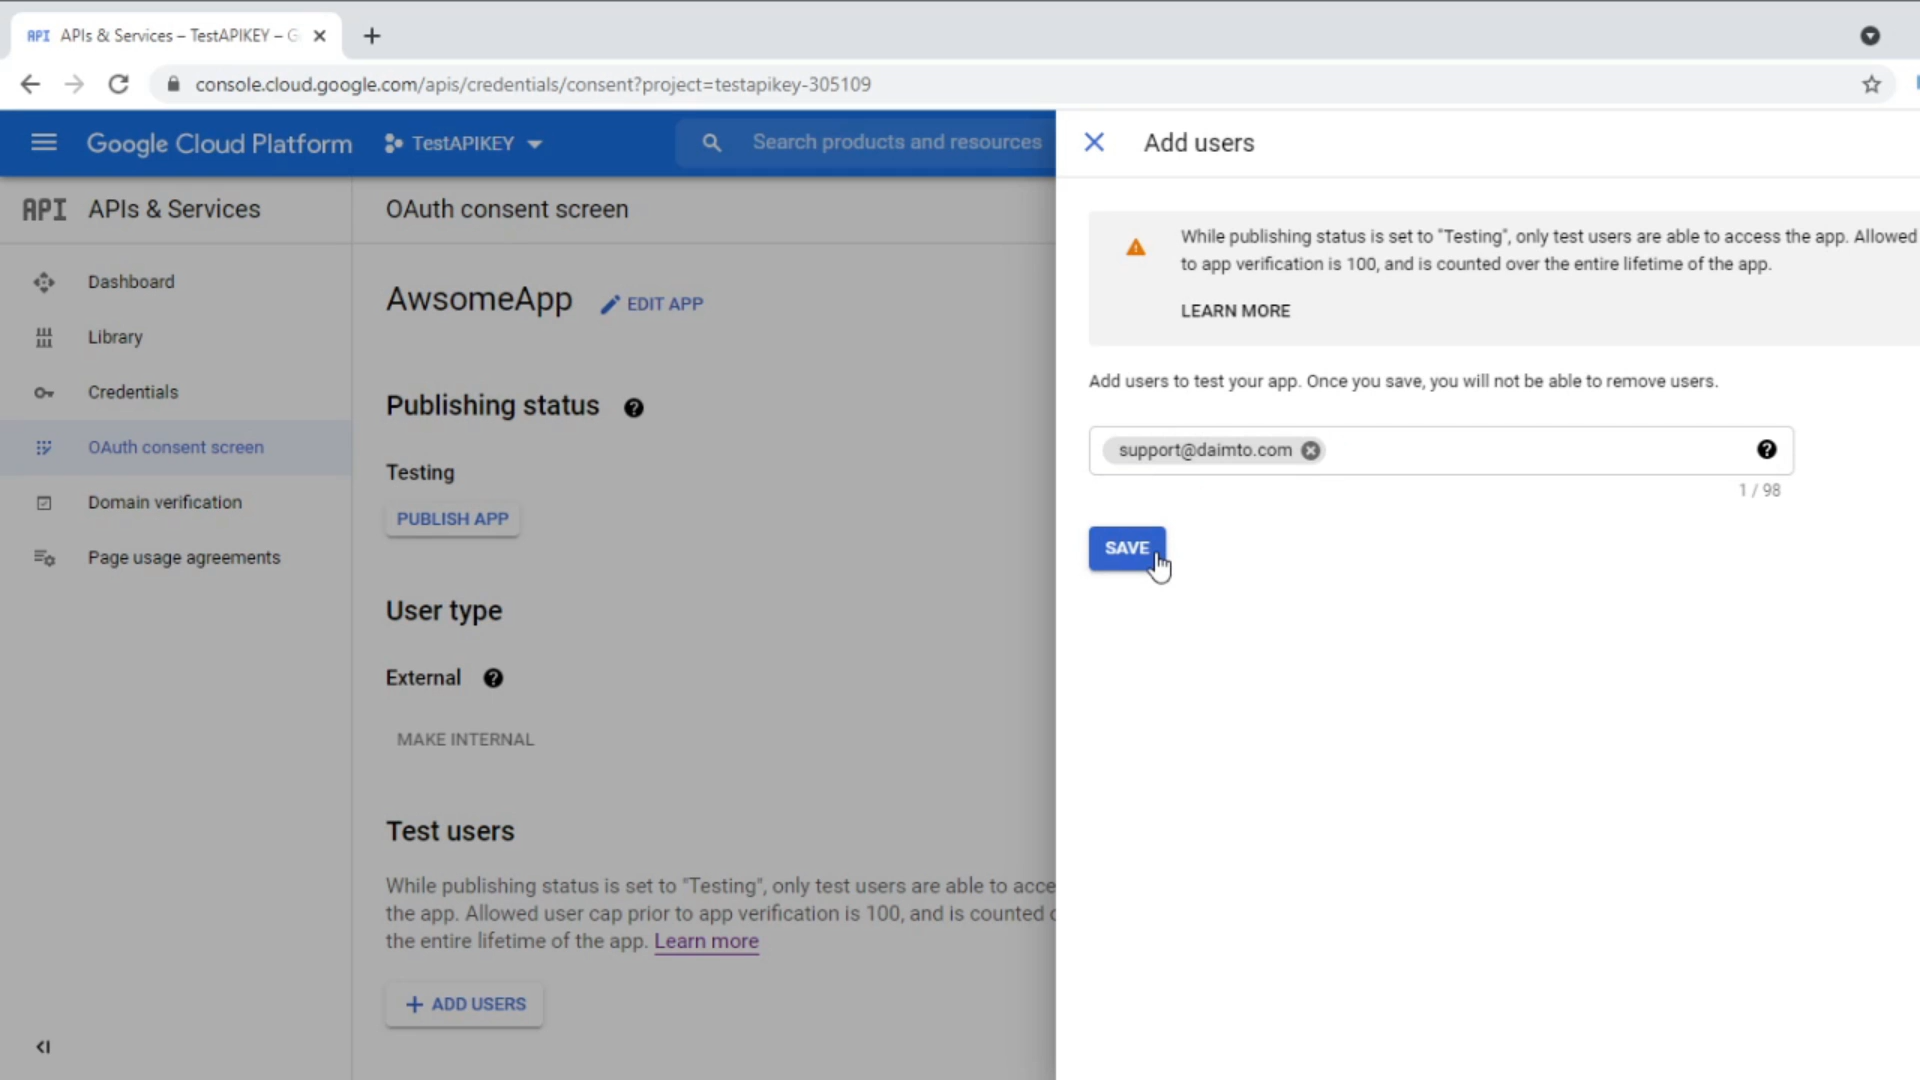 API APIs & Services – TestAPIKEY – G
console.cloud.google.com/apis/credentials/consent?project=testapikey-305109
Google Cloud Platform
TestAPIKEY
Search products and resources
API APIs & Services
Dashboard
Library
Credentials
OAuth consent screen
Domain verification
Page usage agreements
OAuth consent screen
AwsomeApp
EDIT APP
Publishing status
Testing
PUBLISH APP
User type
External
MAKE INTERNAL
Test users
While publishing status is set to "Testing", only test users are able to acce
the app. Allowed user cap prior to app verification is 100, and is counted
the entire lifetime of the app. Learn more
+ ADD USERS
Add users
While publishing status is set to "Testing", only test users are able to access the app. Allowed
to app verification is 100, and is counted over the entire lifetime of the app.
LEARN MORE
Add users to test your app. Once you save, you will not be able to remove users.
support@daimto.com
1 / 98
SAVE